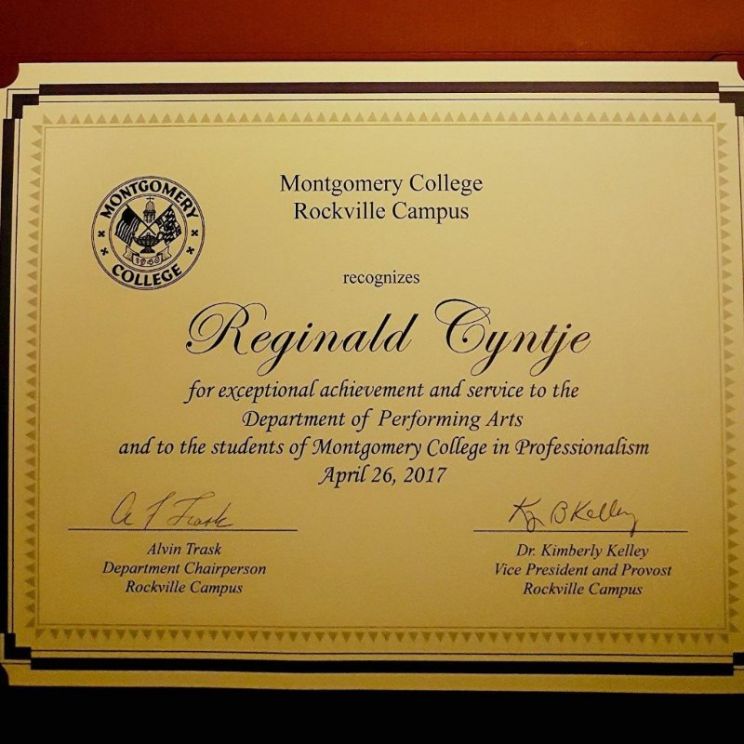 Montgomery College
Rockville Campus
MONTGOMERY
COLLEGE
recognizes
Reginald Cyntje
for exceptional achievement and service to the
Department of Performing Arts
and to the students of Montgomery College in Professionalism
April 26, 2017
Alvin Trask
Department Chairperson
Rockville Campus
Dr. Kimberly Kelley
Vice President and Provost
Rockville Campus